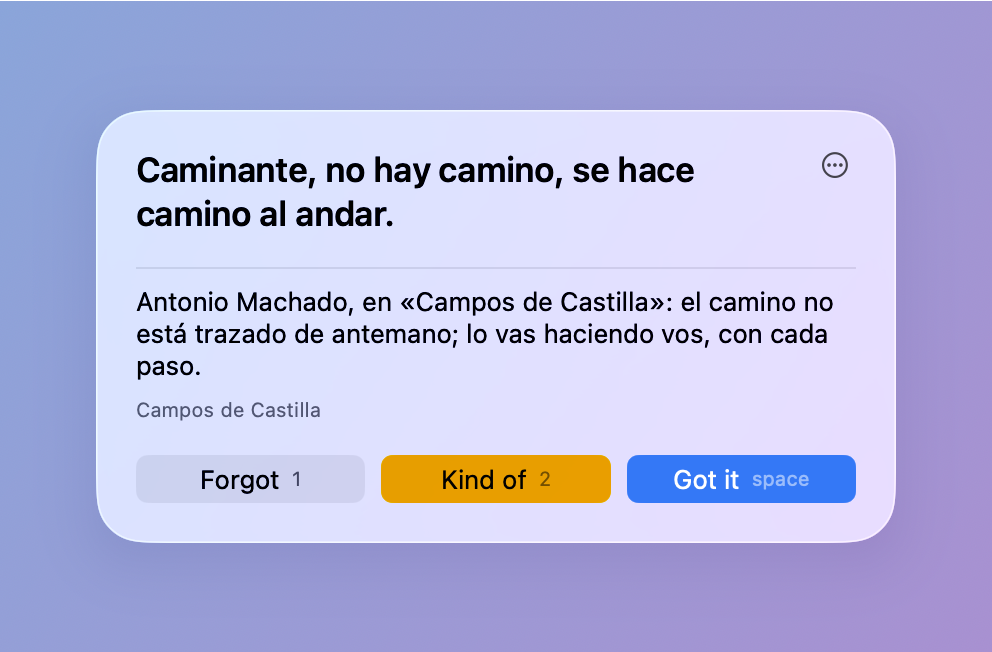 Caminante, no hay camino, se hace
camino al andar.
Antonio Machado, en «Campos de Castilla»: el camino no
está trazado de antemano; lo vas haciendo vos, con cada
paso.
Campos de Castilla
Forgot 1
Kind of 2
Got it space